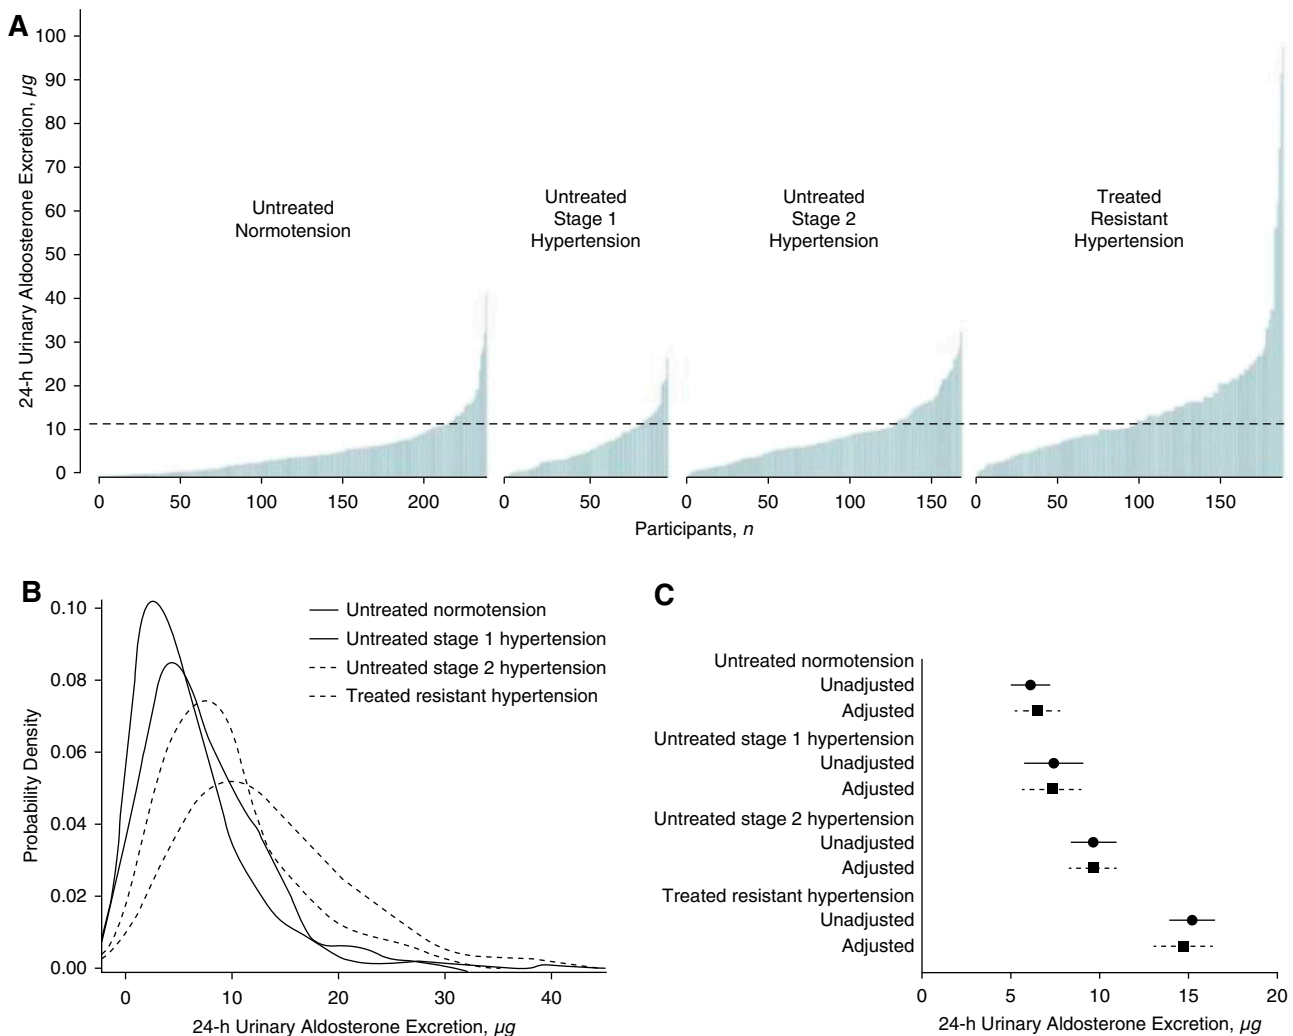 A
24-h Urinary Aldoosterone Excretion, µg
100
90
80
70
60
50
40
30
20
10
0
Untreated
Normotension
Untreated
Stage 1
Hypertension
Untreated
Stage 2
Hypertension
Treated
Resistant
Hypertension
0 50 100 150 200 0 50 0 50 100 150 0 50 100 150
Participants, n
B
Probability Density
0.10
0.08
0.06
0.04
0.02
0.00
Untreated normotension
Untreated stage 1 hypertension
Untreated stage 2 hypertension
Treated resistant hypertension
0 10 20 30 40
24-h Urinary Aldosterone Excretion, µg
C
Untreated normotension
Unadjusted
Adjusted
Untreated stage 1 hypertension
Unadjusted
Adjusted
Untreated stage 2 hypertension
Unadjusted
Adjusted
Treated resistant hypertension
Unadjusted
Adjusted
0 5 10 15 20
24-h Urinary Aldosterone Excretion, µg